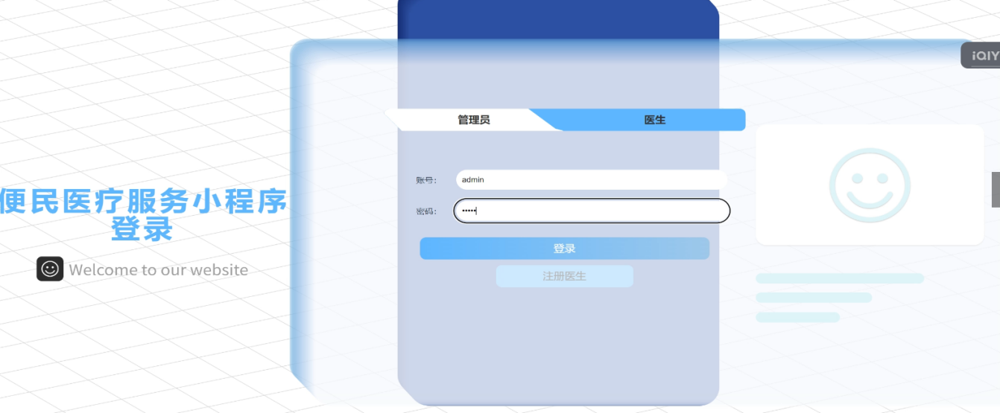 iQIY
管理员
医生
账号:
admin
便民医疗服务小程序
登录
密码:
•••••
登录
Welcome to our website
注册医生